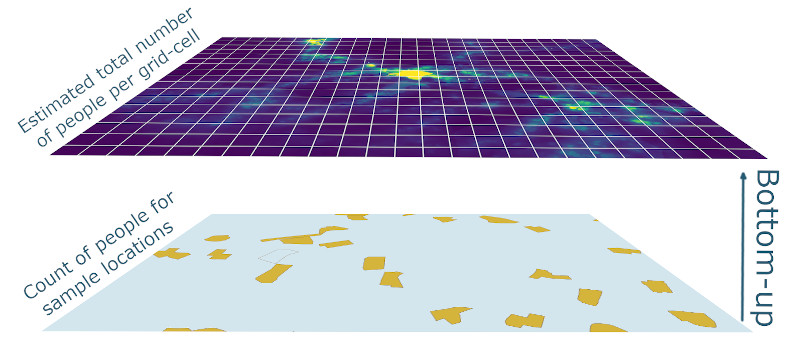 Estimated total number
of people per grid-cell
Count of people for
sample locations
Bottom-up